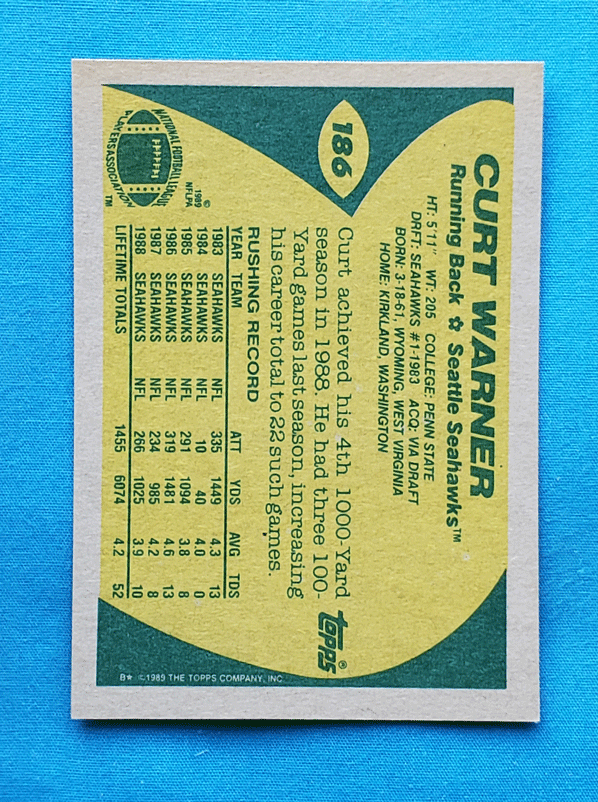 186
CURT WARNER
Running Back ✩ Seattle Seahawks™
HT: 5'11" WT: 205 COLLEGE: PENN STATE
DRFT: SEAHAWKS #1-1983 ACQ: VIA DRAFT
BORN: 3-18-61, WYOMING, WEST VIRGINIA
HOME: KIRKLAND, WASHINGTON
Curt achieved his 4th 1000-Yard
season in 1988. He had three 100-
Yard games last season, increasing
his career total to 22 such games.
topps®
RUSHING RECORD
YEAR TEAM ATT YDS AVG TDS
1983 SEAHAWKS NFL 335 1449 4.3 13
1984 SEAHAWKS NFL 10 40 4.0 0
1985 SEAHAWKS NFL 291 1094 3.8 8
1986 SEAHAWKS NFL 319 1481 4.6 13
1987 SEAHAWKS NFL 234 985 4.2 8
1988 SEAHAWKS NFL 266 1025 3.9 10
LIFETIME TOTALS 1455 6074 4.2 52
NATIONAL FOOTBALL LEAGUE
PLAYERS ASSOCIATION™
©
1989
NFLPA
B★ ©1989 THE TOPPS COMPANY, INC.